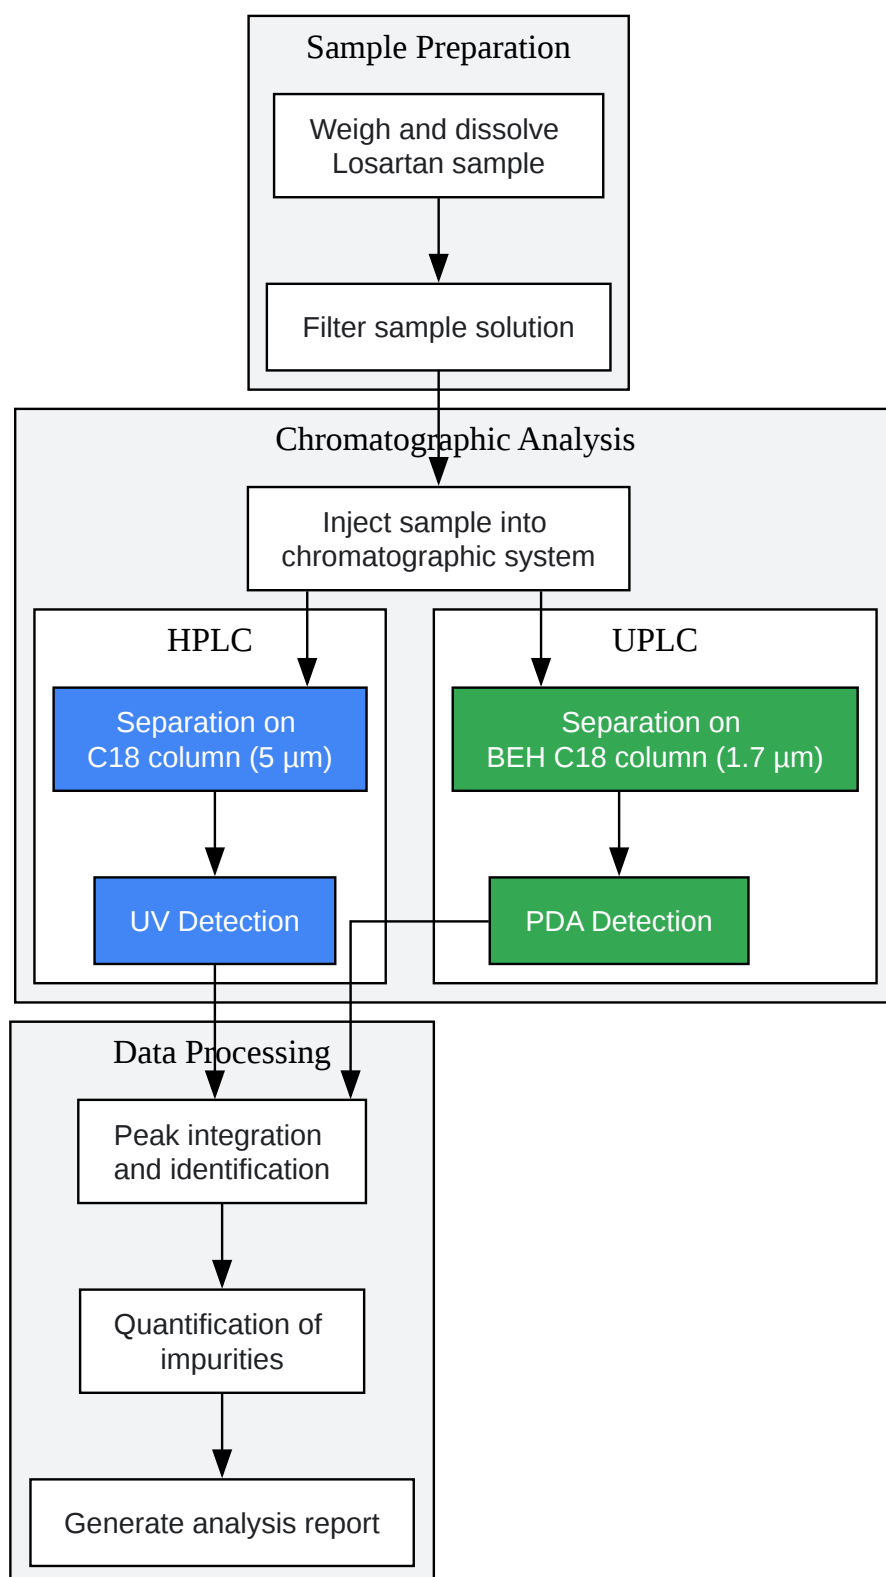 Sample Preparation
Weigh and dissolve
Losartan sample
Filter sample solution
Chromatographic Analysis
Inject sample into
chromatographic system
HPLC
Separation on
C18 column (5 µm)
UV Detection
UPLC
Separation on
BEH C18 column (1.7 µm)
PDA Detection
Data Processing
Peak integration
and identification
Quantification of
impurities
Generate analysis report